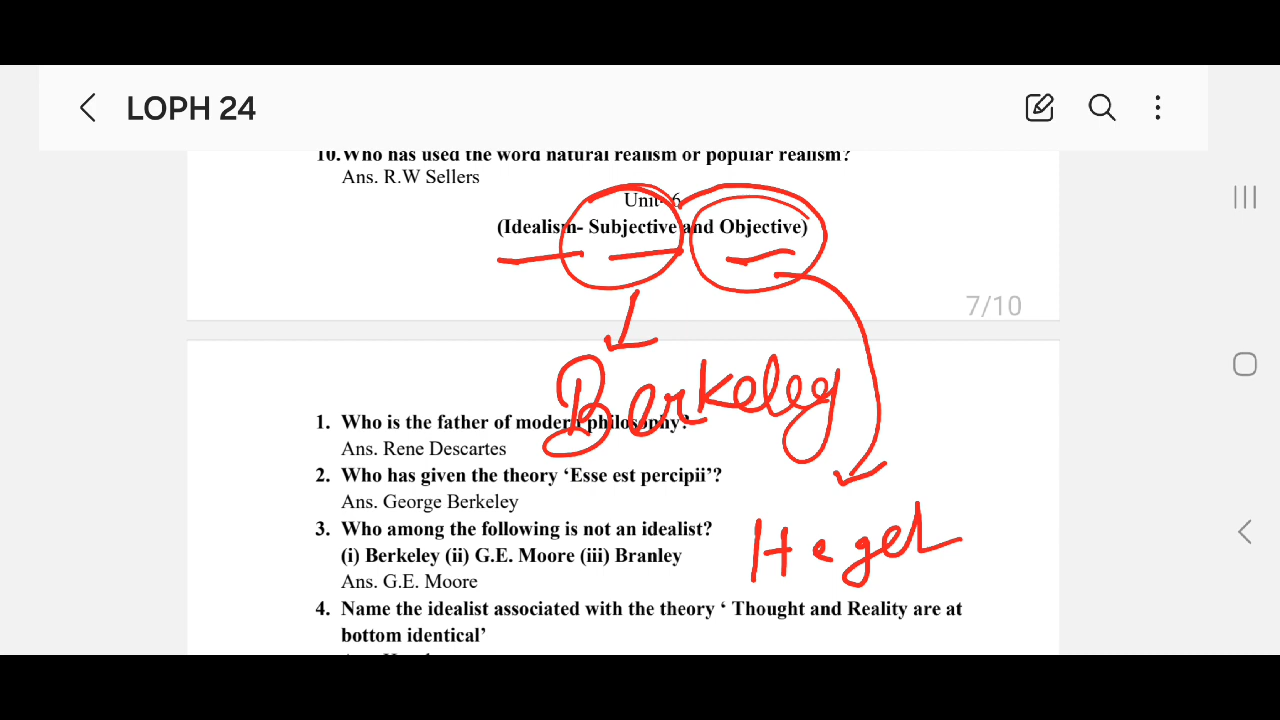 LOPH 24
10. Who has used the word natural realism or popular realism?
Ans. R.W Sellers
Unit-6
(Idealism- Subjective and Objective)
7/10
Berkeley
1. Who is the father of modern philosophy?
Ans. Rene Descartes
2. Who has given the theory ‘Esse est percipii’?
Ans. George Berkeley
3. Who among the following is not an idealist?
Hegel
(i) Berkeley (ii) G.E. Moore (iii) Branley
Ans. G.E. Moore
4. Name the idealist associated with the theory ‘ Thought and Reality are at
bottom identical’